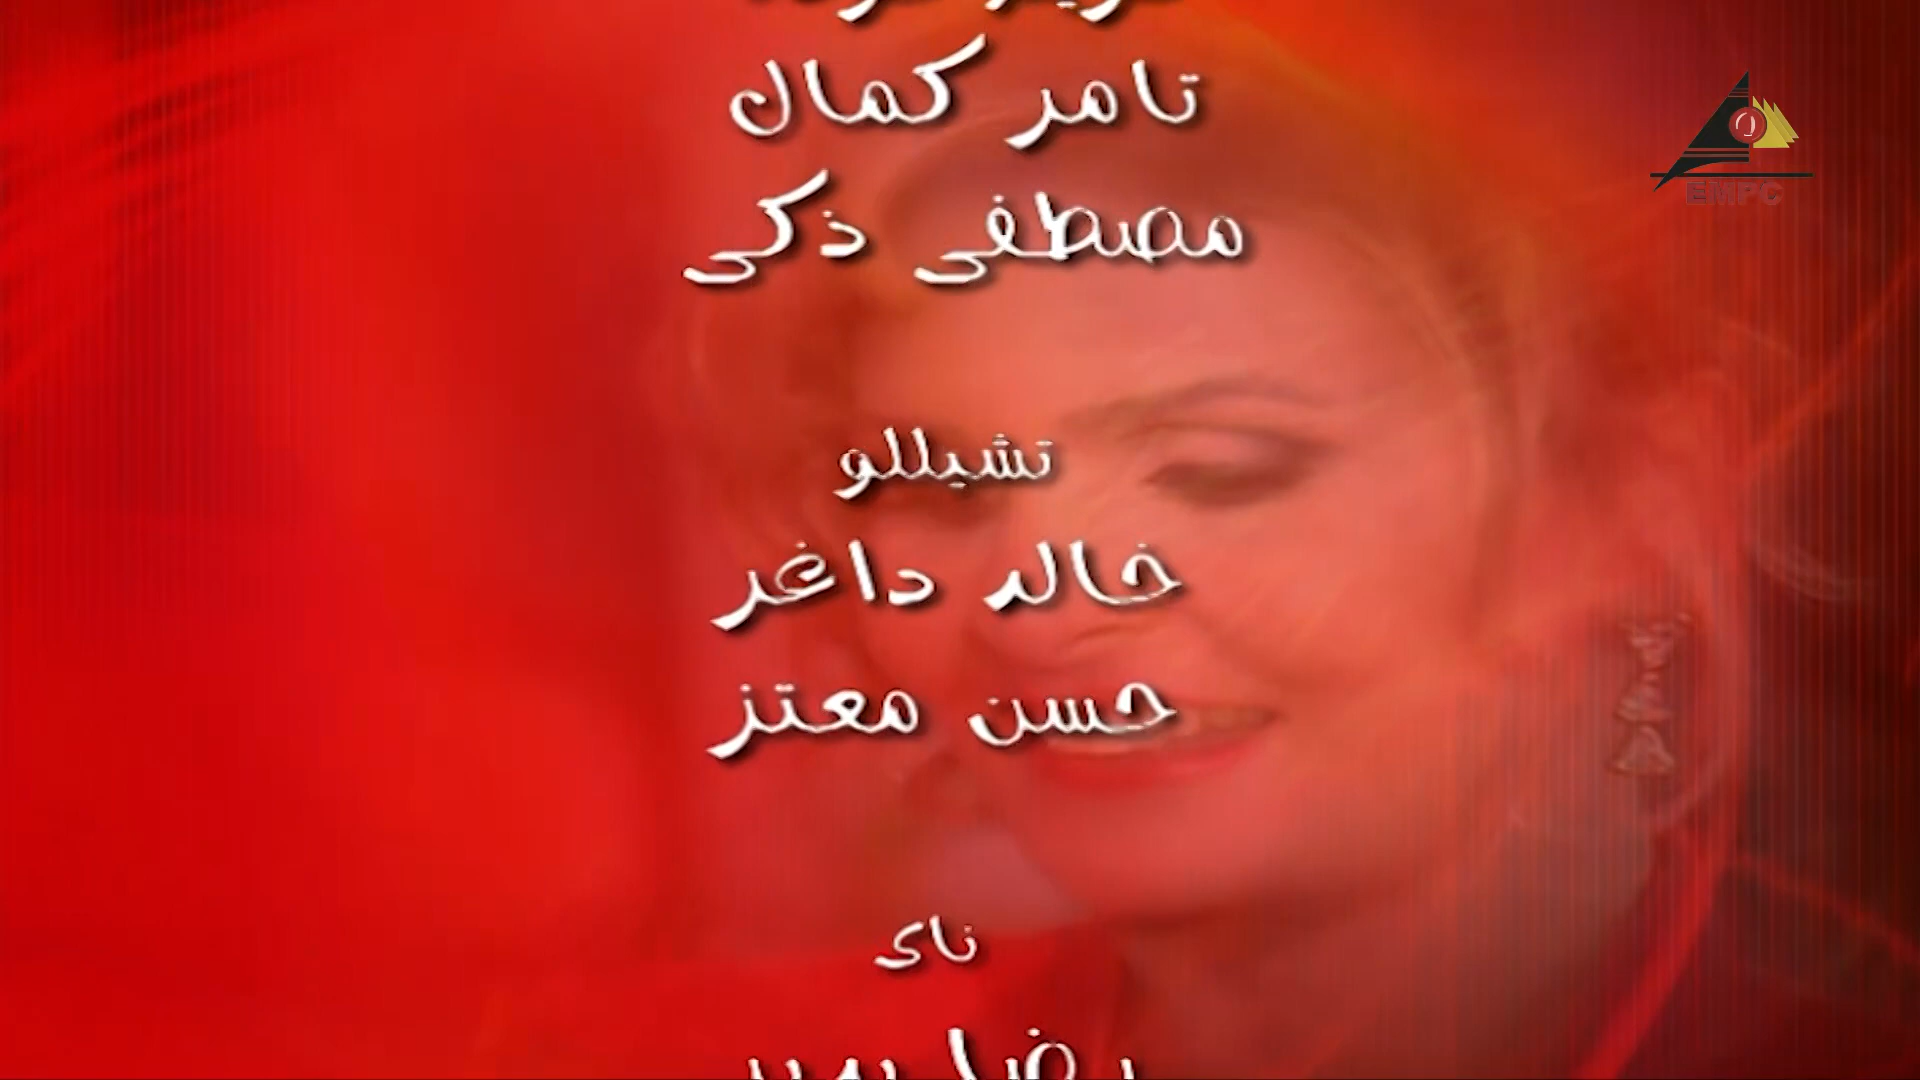 تامر كمال
مصطفى ذكى
تشيللو
خالد داغر
حسن معتز
ناى
EMPC